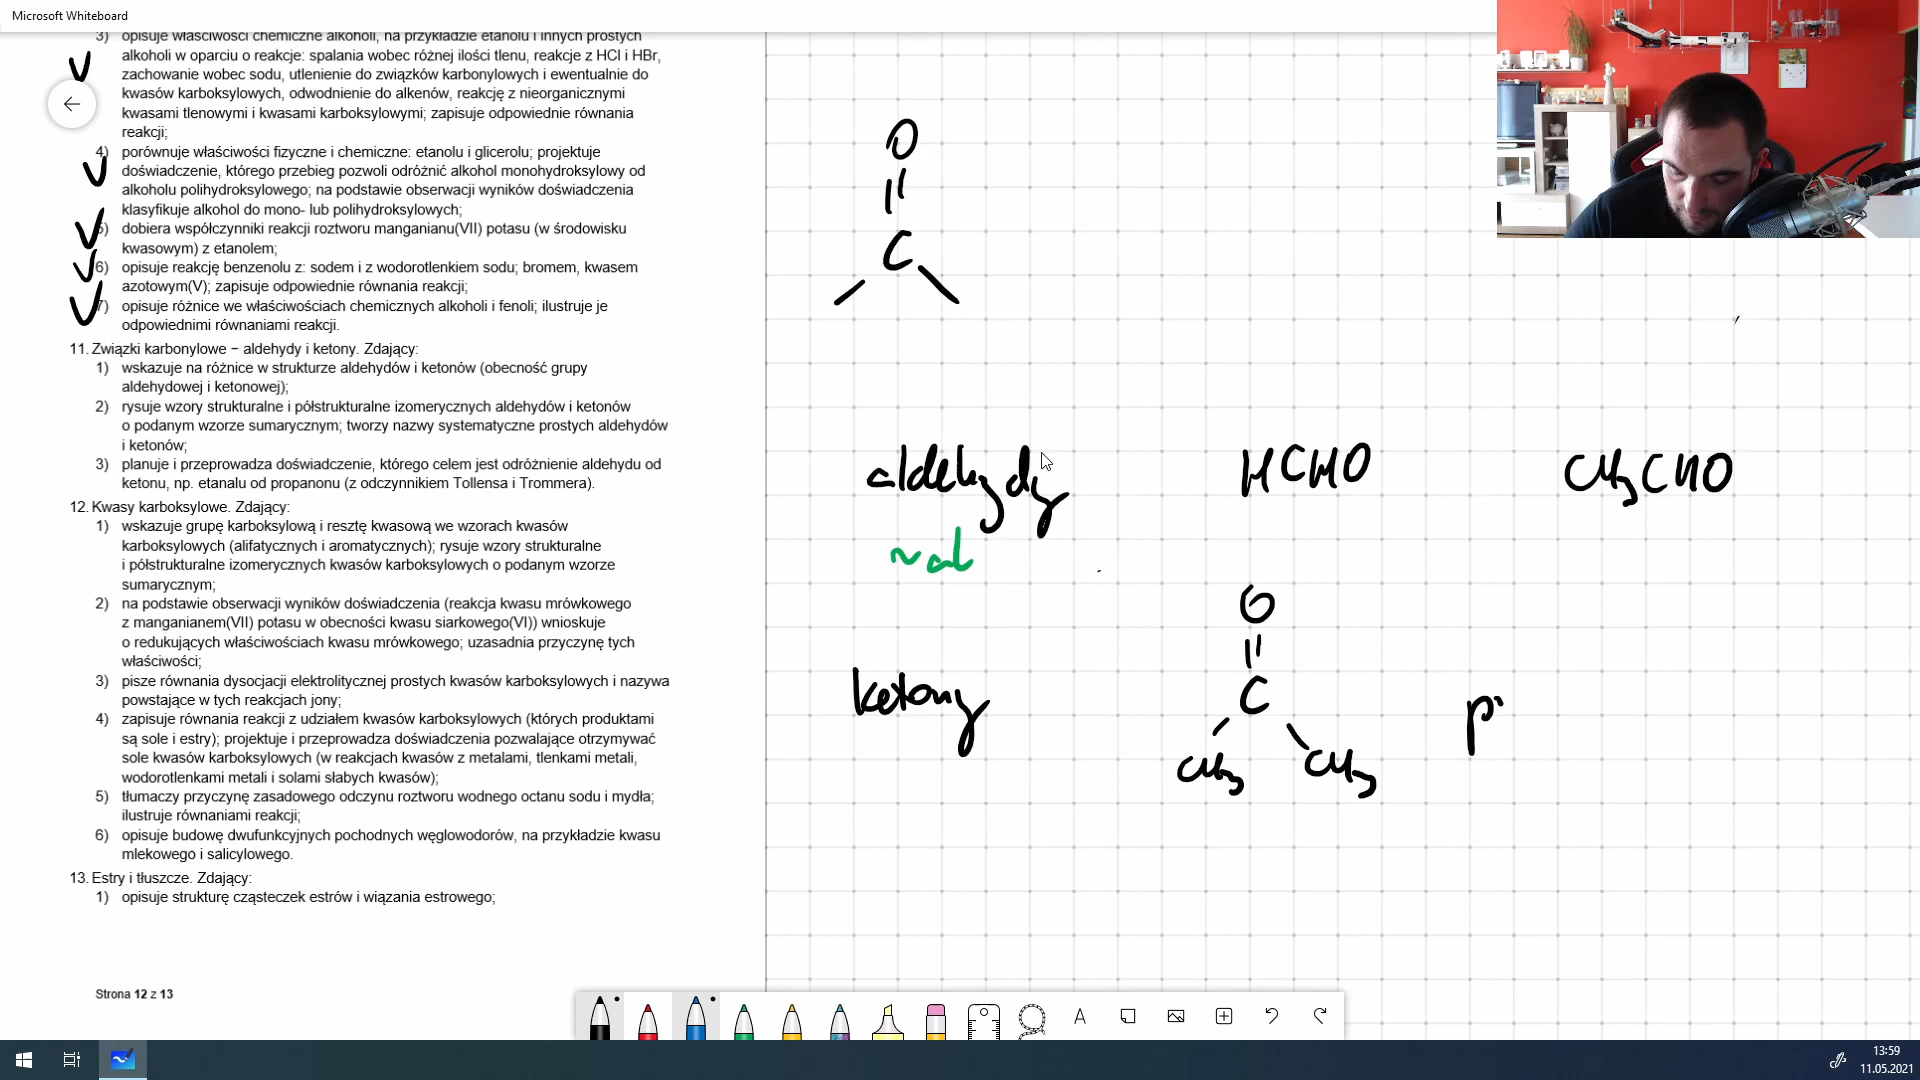 Microsoft Whiteboard
3) opisuje właściwości chemiczne alkoholi, na przykładzie etanolu i innych prostych
alkoholi w oparciu o reakcje: spalania wobec różnej ilości tlenu, reakcje z HCl i HBr,
zachowanie wobec sodu, utlenienie do związków karbonylowych i ewentualnie do
kwasów karboksylowych, odwodnienie do alkenów, reakcję z nieorganicznymi
kwasami tlenowymi i kwasami karboksylowymi; zapisuje odpowiednie równania
reakcji;
4) porównuje właściwości fizyczne i chemiczne: etanolu i glicerolu; projektuje
doświadczenie, którego przebieg pozwoli odróżnić alkohol monohydroksylowy od
alkoholu polihydroksylowego; na podstawie obserwacji wyników doświadczenia
klasyfikuje alkohol do mono- lub polihydroksylowych;
5) dobiera współczynniki reakcji roztworu manganianu(VII) potasu (w środowisku
kwasowym) z etanolem;
6) opisuje reakcję benzenolu z: sodem i z wodorotlenkiem sodu; bromem, kwasem
azotowym(V); zapisuje odpowiednie równania reakcji;
7) opisuje różnice we właściwościach chemicznych alkoholi i fenoli; ilustruje je
odpowiednimi równaniami reakcji.
11. Związki karbonylowe − aldehydy i ketony. Zdający:
1) wskazuje na różnice w strukturze aldehydów i ketonów (obecność grupy
aldehydowej i ketonowej);
2) rysuje wzory strukturalne i półstrukturalne izomerycznych aldehydów i ketonów
o podanym wzorze sumarycznym; tworzy nazwy systematyczne prostych aldehydów
i ketonów;
3) planuje i przeprowadza doświadczenie, którego celem jest odróżnienie aldehydu od
ketonu, np. etanalu od propanonu (z odczynnikiem Tollensa i Trommera).
12. Kwasy karboksylowe. Zdający:
1) wskazuje grupę karboksylową i resztę kwasową we wzorach kwasów
karboksylowych (alifatycznych i aromatycznych); rysuje wzory strukturalne
i półstrukturalne izomerycznych kwasów karboksylowych o podanym wzorze
sumarycznym;
2) na podstawie obserwacji wyników doświadczenia (reakcja kwasu mrówkowego
z manganianem(VII) potasu w obecności kwasu siarkowego(VI)) wnioskuje
o redukujących właściwościach kwasu mrówkowego; uzasadnia przyczynę tych
właściwości;
3) pisze równania dysocjacji elektrolitycznej prostych kwasów karboksylowych i nazywa
powstające w tych reakcjach jony;
4) zapisuje równania reakcji z udziałem kwasów karboksylowych (których produktami
są sole i estry); projektuje i przeprowadza doświadczenia pozwalające otrzymywać
sole kwasów karboksylowych (w reakcjach kwasów z metalami, tlenkami metali,
wodorotlenkami metali i solami słabych kwasów);
5) tłumaczy przyczynę zasadowego odczynu roztworu wodnego octanu sodu i mydła;
ilustruje równaniami reakcji;
6) opisuje budowę dwufunkcyjnych pochodnych węglowodorów, na przykładzie kwasu
mlekowego i salicylowego.
13. Estry i tłuszcze. Zdający:
1) opisuje strukturę cząsteczek estrów i wiązania estrowego;
Strona 12 z 13
O
C
aldehydy HCHO CH3CHO
~al
O
ketony C
CH3 CH3
13:59
11.05.2021